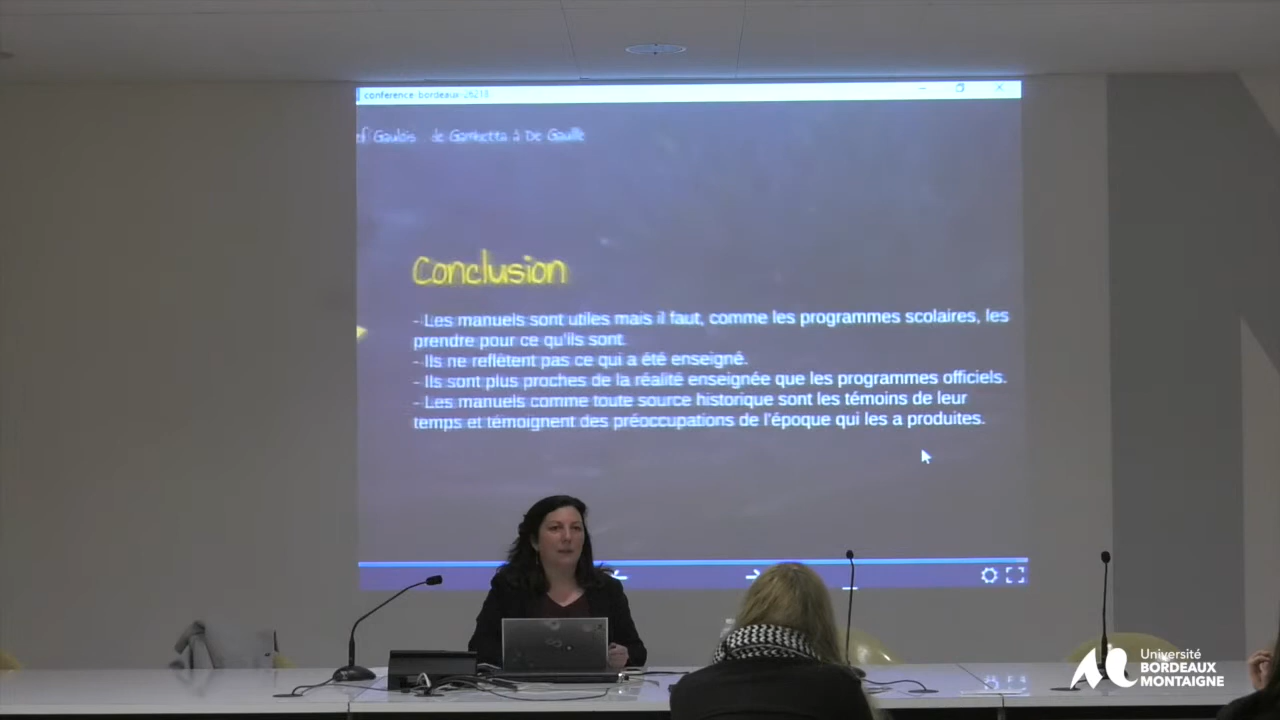 conference-bordeaux-26213
ef Gaulois de Gambetta à De Gaulle
Conclusion
- Les manuels sont utiles mais il faut, comme les programmes scolaires, les
prendre pour ce qu'ils sont.
- Ils ne reflètent pas ce qui a été enseigné.
- Ils sont plus proches de la réalité enseignée que les programmes officiels.
- Les manuels comme toute source historique sont les témoins de leur
temps et témoignent des préoccupations de l'époque qui les a produites.
Université
BORDEAUX
MONTAIGNE